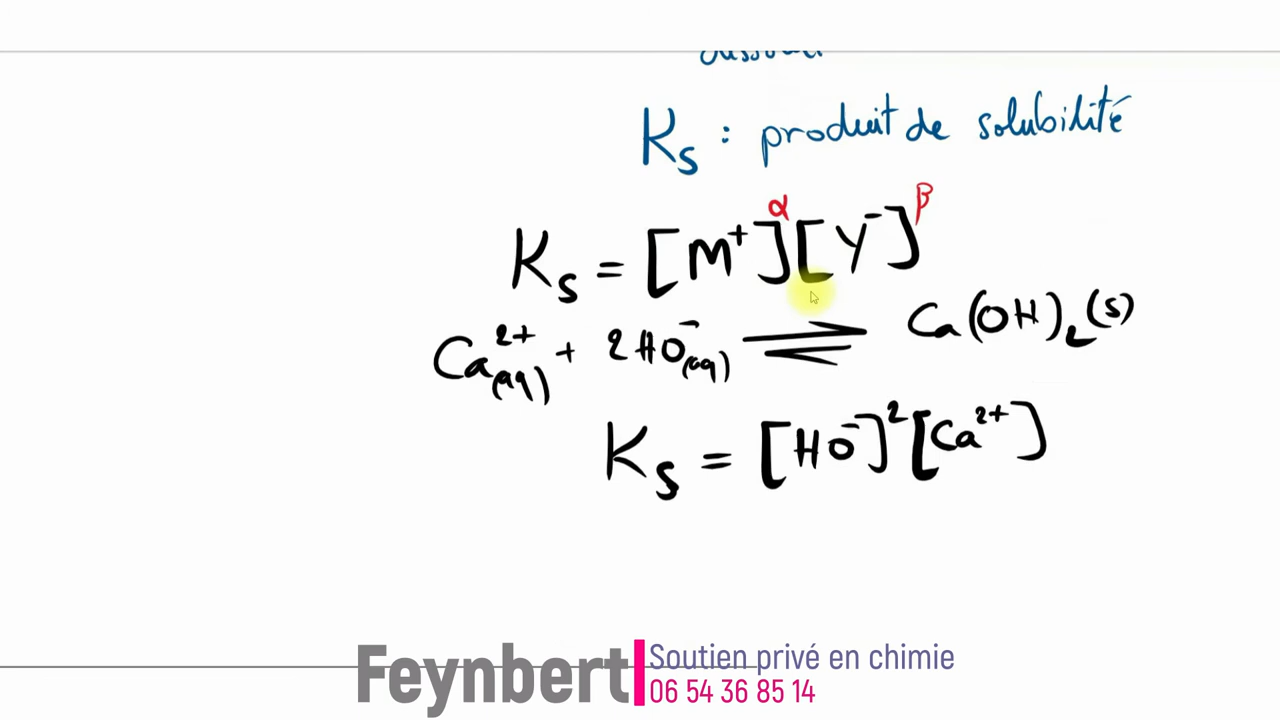 Ks : produit de solubilité
Ks = [M⁺]^α [Y⁻]^β
Ca²⁺(aq) + 2HO⁻(aq) ⇌ Ca(OH)₂(s)
Ks = [HO⁻]² [Ca²⁺]
Feynbert
Soutien privé en chimie
06 54 36 85 14